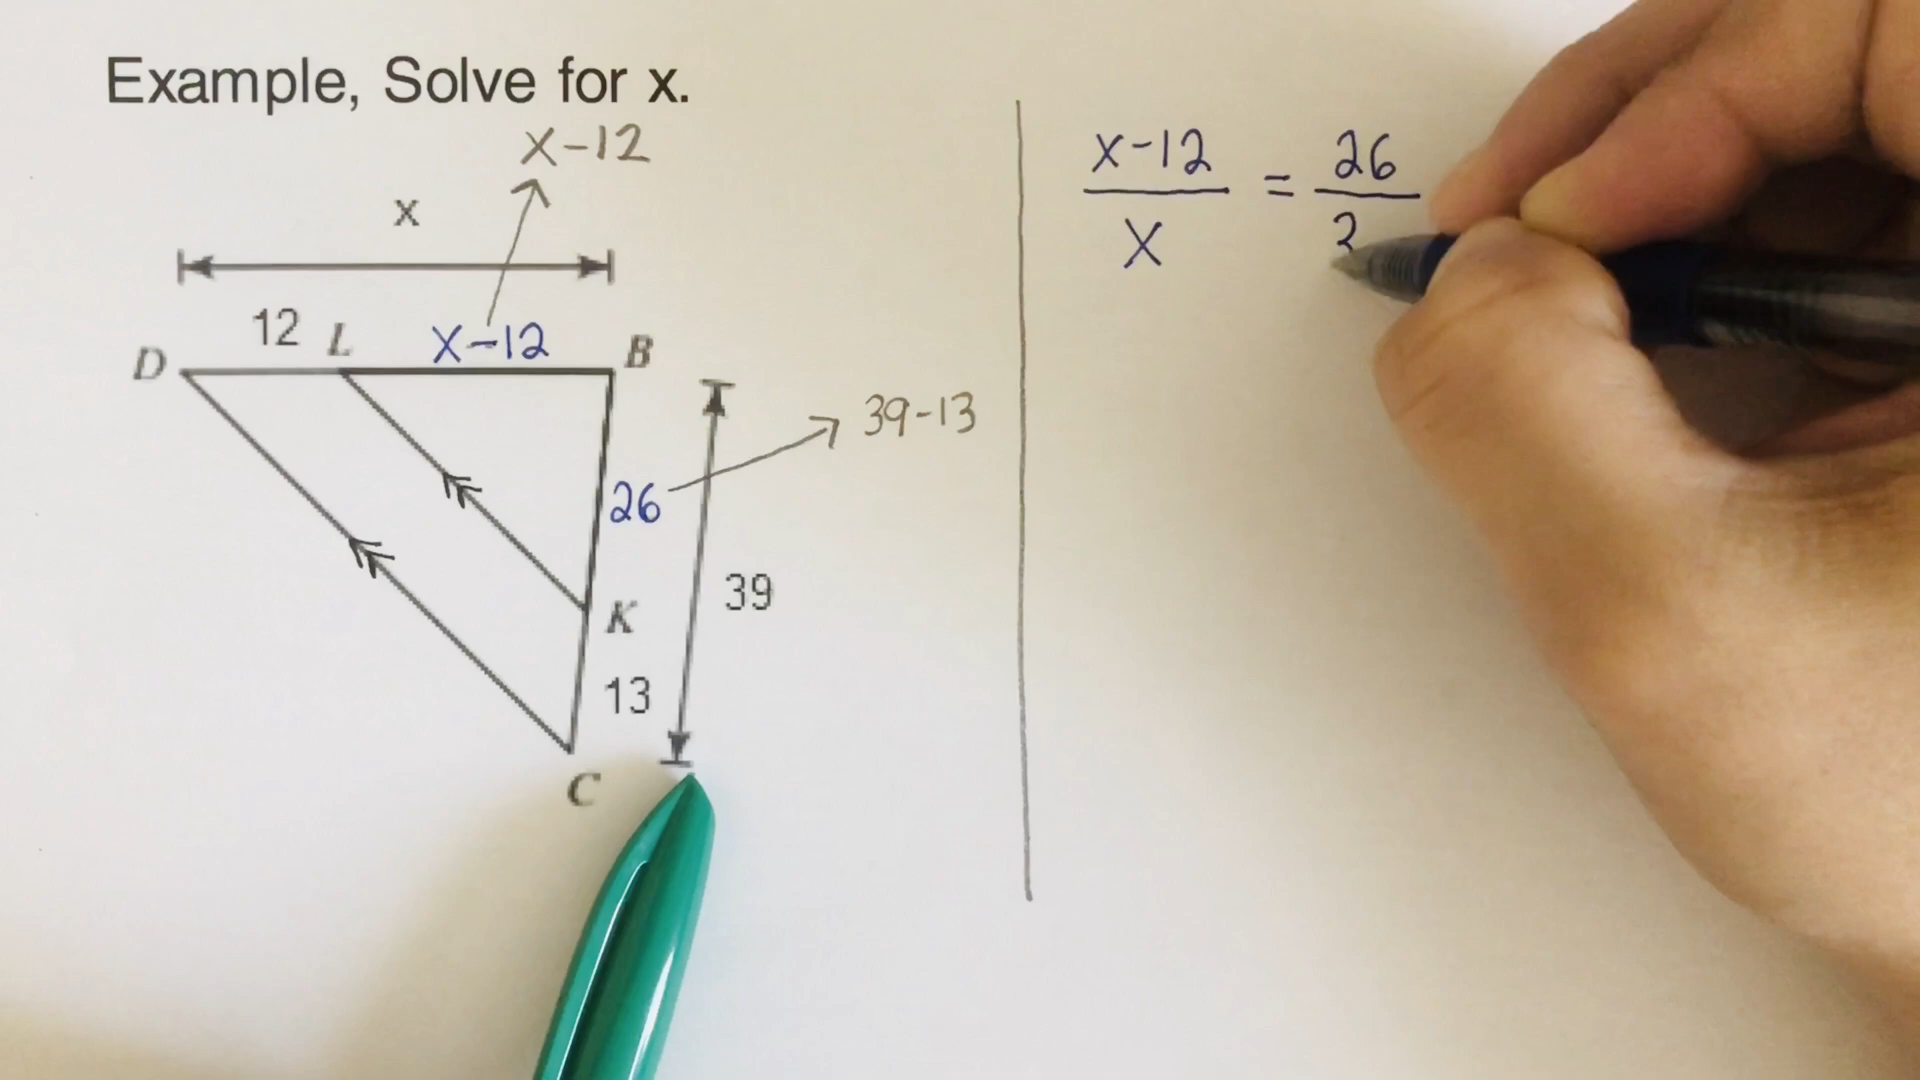 Example, Solve for x.
X-12
x
12 L X-12 B
D
39-13
26
39
K
13
C
X-12 = 26
X